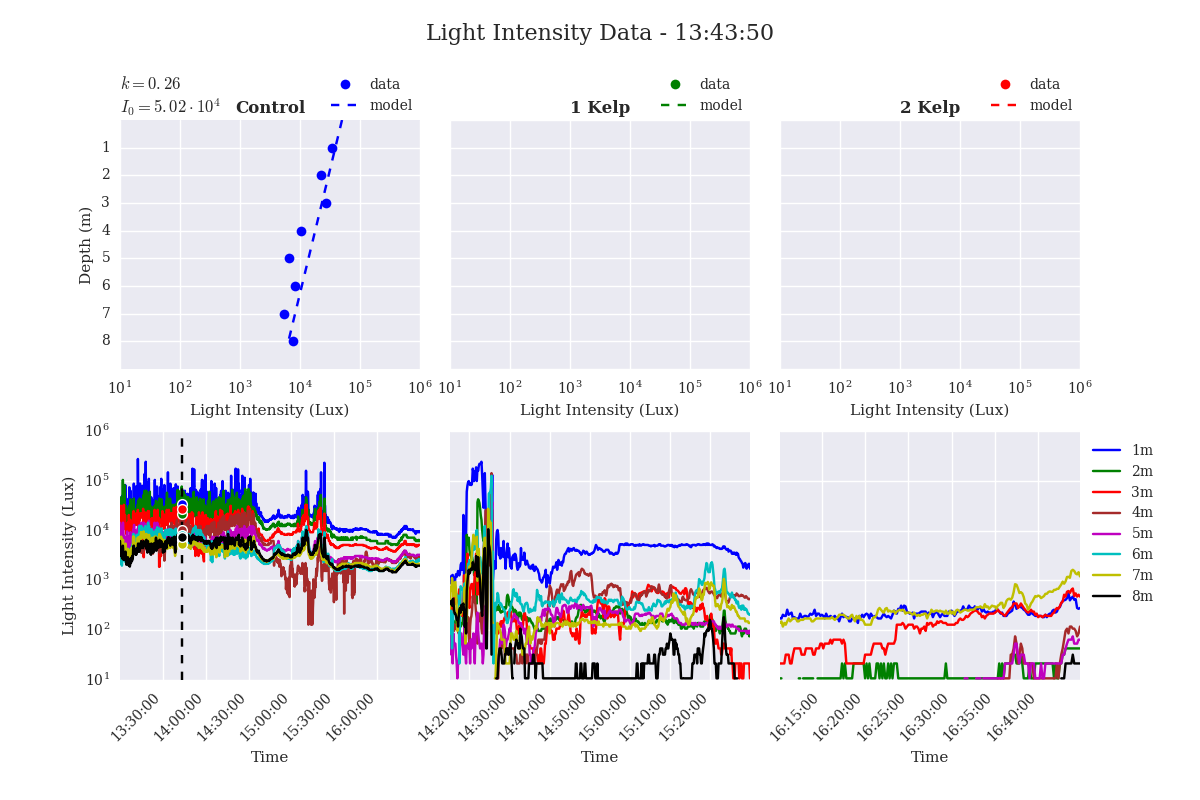 Light Intensity Data - 13:43:50
k = 0.26
I₀ = 5.02 · 10⁴
Control
data
model
1 Kelp
data
model
2 Kelp
data
model
Depth (m)
1
2
3
4
5
6
7
8
10¹ 10² 10³ 10⁴ 10⁵ 10⁶
Light Intensity (Lux)
10¹ 10² 10³ 10⁴ 10⁵ 10⁶
Light Intensity (Lux)
10¹ 10² 10³ 10⁴ 10⁵ 10⁶
Light Intensity (Lux)
Light Intensity (Lux)
10⁶
10⁵
10⁴
10³
10²
10¹
13:30:00 14:00:00 14:30:00 15:00:00 15:30:00 16:00:00
Time
14:20:00 14:30:00 14:40:00 14:50:00 15:00:00 15:10:00 15:20:00
Time
16:15:00 16:20:00 16:25:00 16:30:00 16:35:00 16:40:00
Time
1m
2m
3m
4m
5m
6m
7m
8m